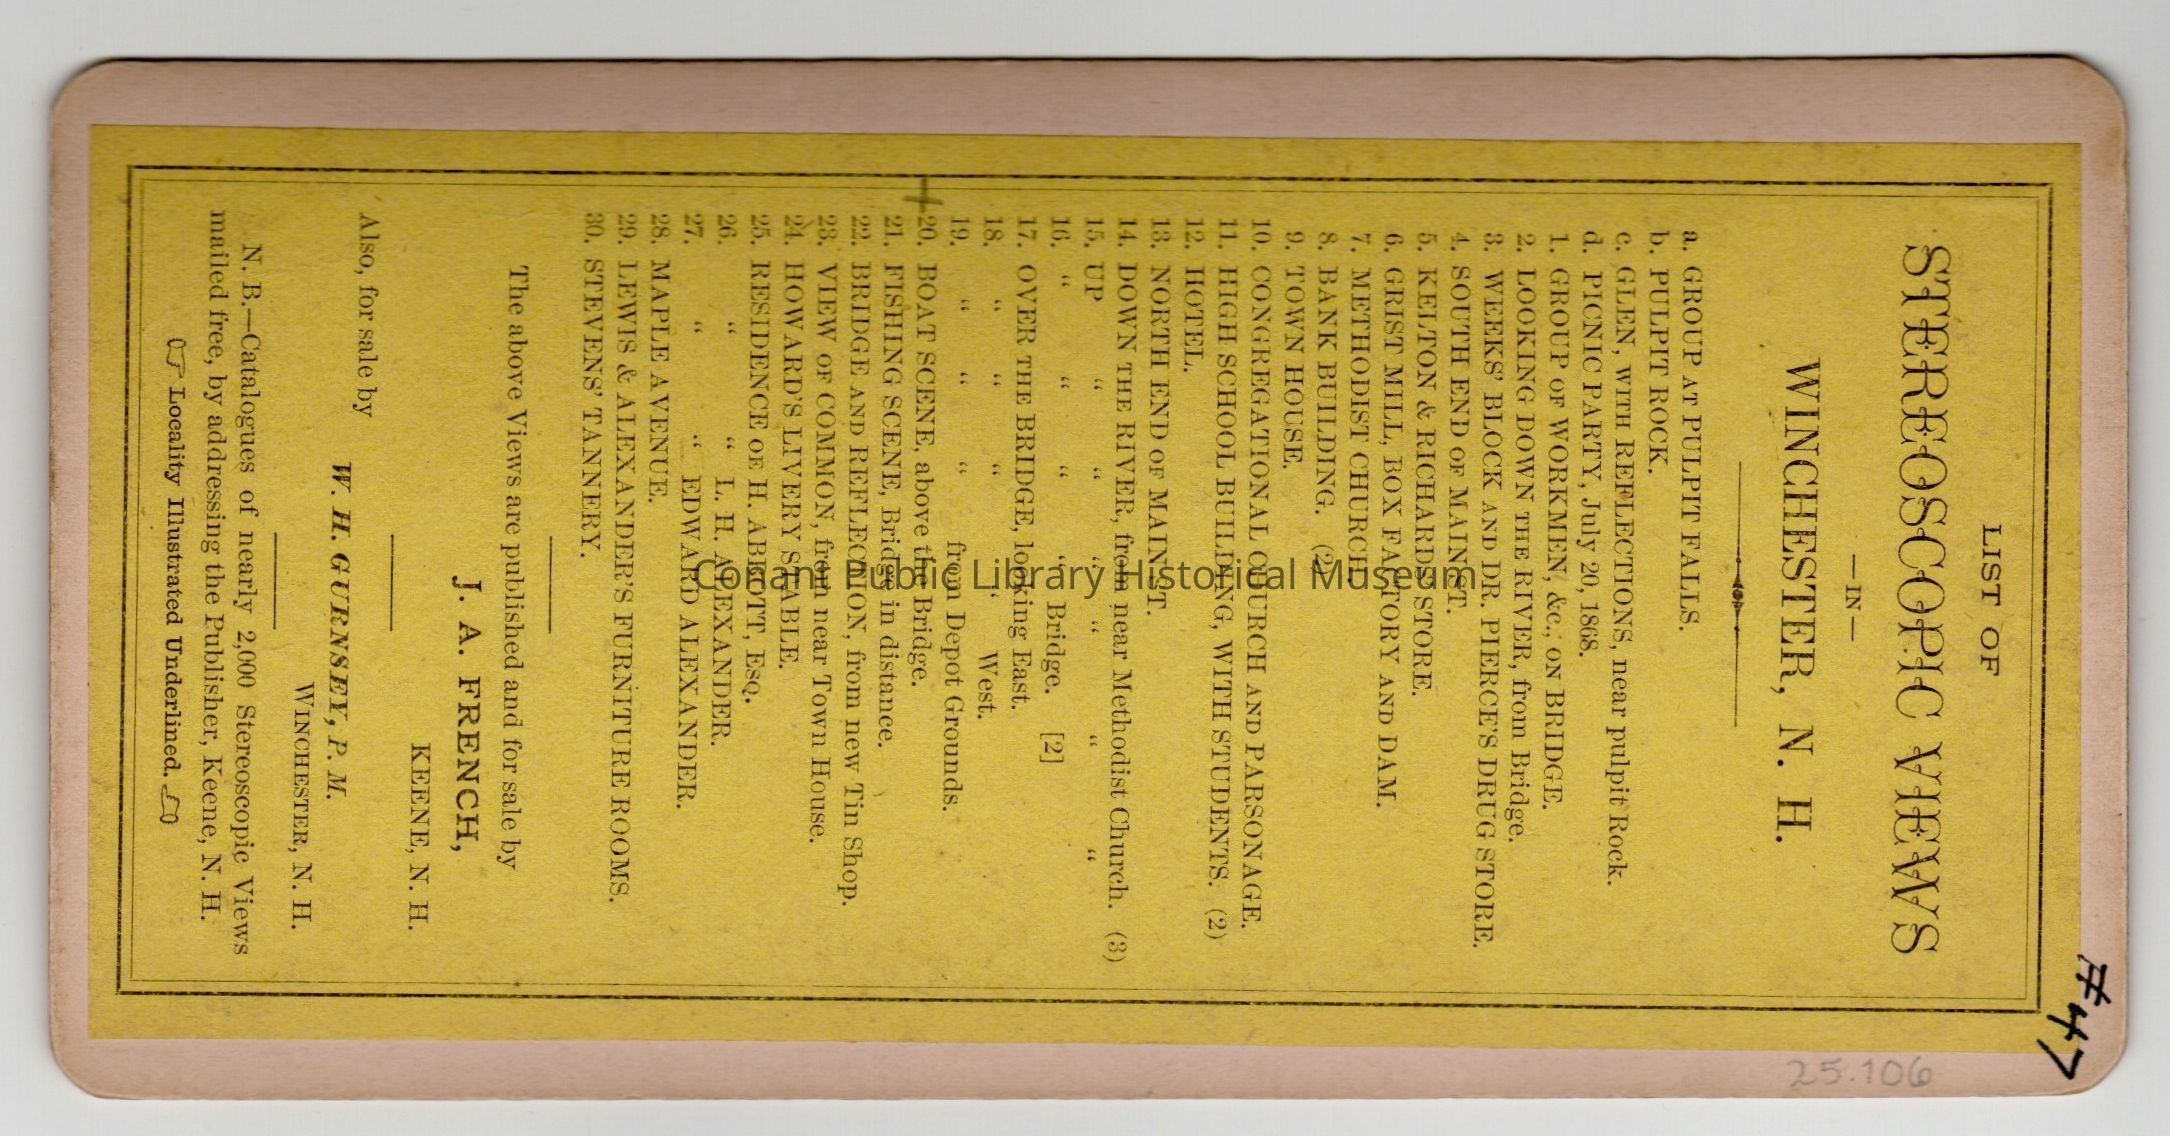 LIST OF
STEREOSCOPIC VIEWS
—IN—
WINCHESTER, N. H.
a. GROUP AT PULPIT FALLS.
b. PULPIT ROCK.
c. GLEN, WITH REFLECTIONS, near pulpit Rock.
d. PICNIC PARTY, July 20, 1868.
1. GROUP OF WORKMEN, &c., ON BRIDGE.
2. LOOKING DOWN THE RIVER, from Bridge.
3. WEEKS' BLOCK AND DR. PIERCE'S DRUG STORE.
4. SOUTH END OF MAIN ST.
5. KELTON & RICHARDS' STORE.
6. GRIST MILL, BOX FACTORY AND DAM.
7. METHODIST CHURCH.
8. BANK BUILDING. (2)
9. TOWN HOUSE.
10. CONGREGATIONAL CHURCH AND PARSONAGE.
11. HIGH SCHOOL BUILDING, WITH STUDENTS. (2)
12. HOTEL.
13. NORTH END OF MAIN ST.
14. DOWN THE RIVER, from near Methodist Church. (3)
15. UP " " " " " "
16. " " " " " Bridge. [2]
17. OVER THE BRIDGE, looking East.
18. " " " " West.
19. " " " from Depot Grounds.
20. BOAT SCENE, above the Bridge.
21. FISHING SCENE, Bridge in distance.
22. BRIDGE AND REFLECTION, from new Tin Shop.
23. VIEW OF COMMON, from near Town House.
24. HOWARD'S LIVERY STABLE.
25. RESIDENCE OF H. ABBOTT, Esq.
26. " " L. H. ALEXANDER.
27. " " EDWARD ALEXANDER.
28. MAPLE AVENUE.
29. LEWIS & ALEXANDER'S FURNITURE ROOMS.
30. STEVENS' TANNERY.
The above Views are published and for sale by
J. A. FRENCH,
KEENE, N. H.
Also, for sale by
W. H. GURNSEY, P. M.
WINCHESTER, N. H.
N. B.—Catalogues of nearly 2,000 Stereoscopic Views
mailed free, by addressing the Publisher, Keene, N. H.
☞ Locality Illustrated Underlined. ☜
#47
25.106
Conant Public Library Historical Museum